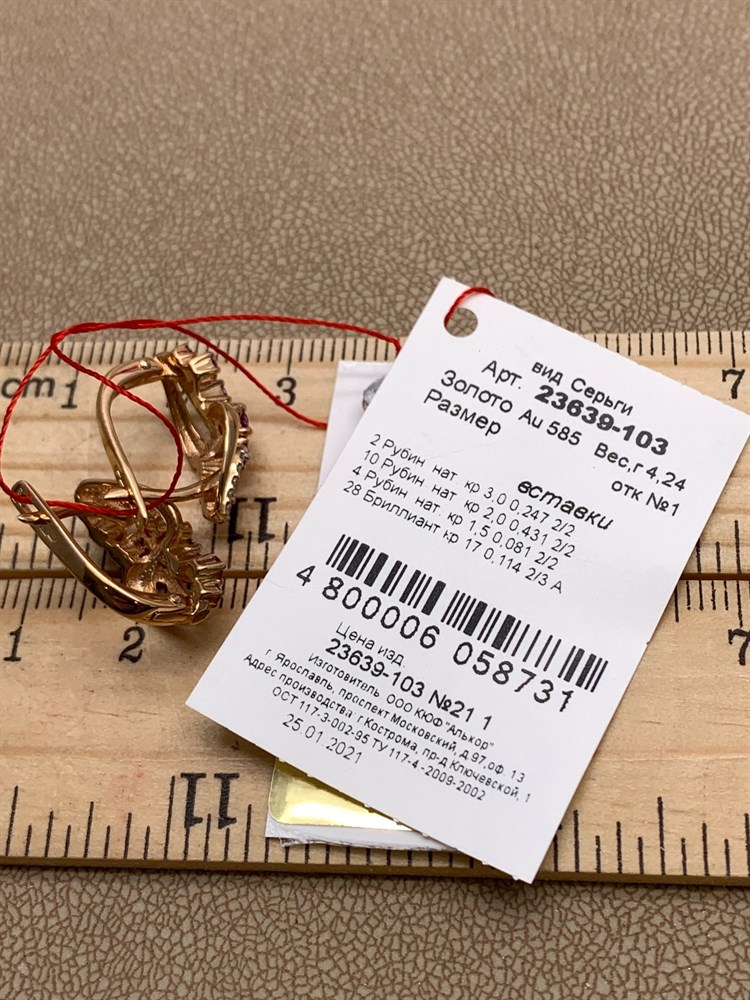 вид Серьги
Арт. 23639-103
Золото Au 585 Вес,г 4,24
Размер отк №1
вставки
2 Рубин нат. кр 3,0 0.247 2/2
10 Рубин нат кр 2,0 0.431 2/2
4 Рубин нат. кр 1,5 0.081 2/2
28 Бриллиант кр 17 0.114 2/3 А
4 800006 058731
Цена изд.
23639-103 №21 1
Изготовитель ООО КЮФ "Алькор"
г Ярославль, проспект Московский, д.97,оф. 13
Адрес производства г.Кострома, пр-д Ключевской, 1
ОСТ 117-3-002-95 ТУ 117-4-2009-2002
25.01 2021
cm 1 3 7
1 2 7
11